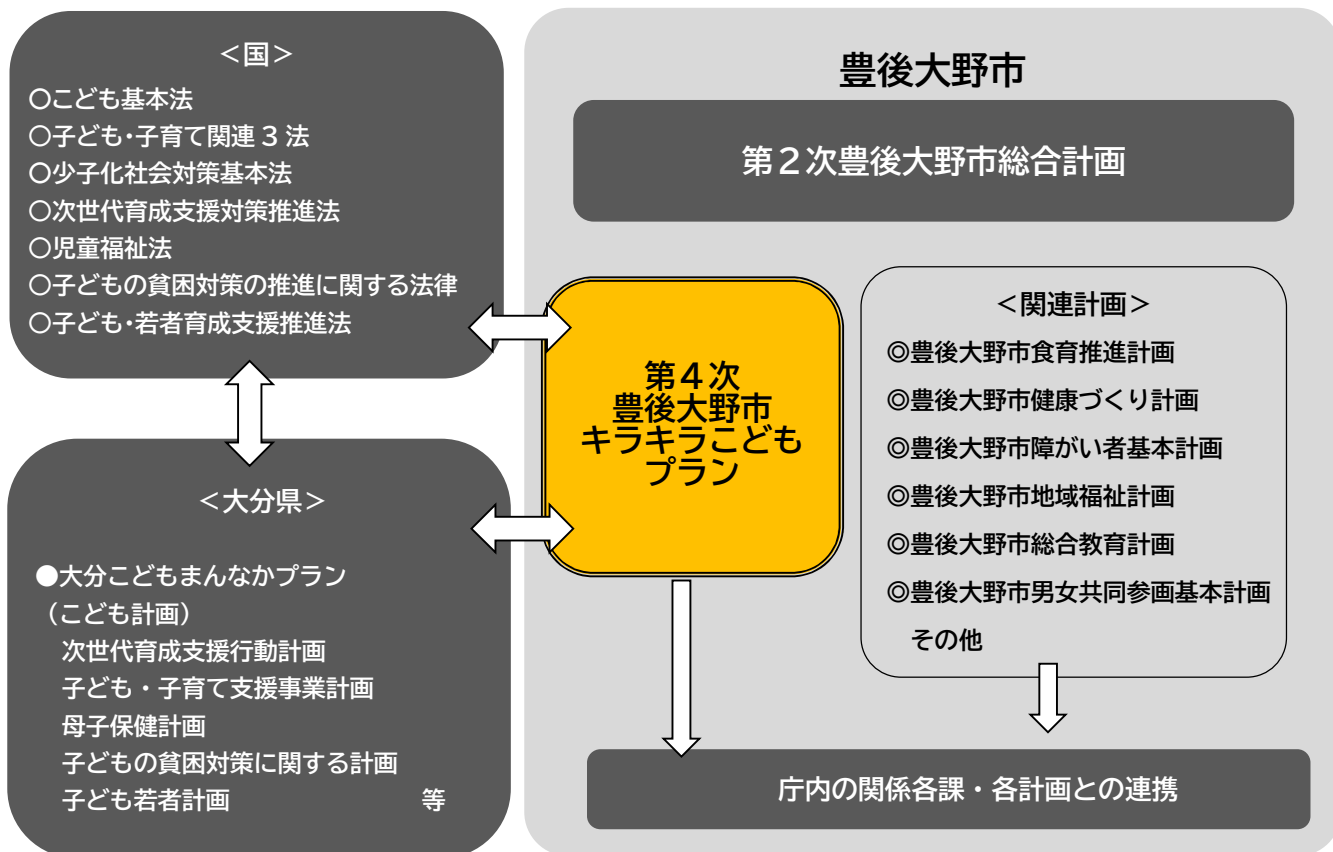 ＜国＞
〇こども基本法
〇子ども・子育て関連３法
〇少子化社会対策基本法
〇次世代育成支援対策推進法
〇児童福祉法
〇子どもの貧困対策の推進に関する法律
〇子ども・若者育成支援推進法
＜大分県＞
●大分こどもまんなかプラン
（こども計画）
次世代育成支援行動計画
子ども・子育て支援事業計画
母子保健計画
子どもの貧困対策に関する計画
子ども若者計画　等
豊後大野市
第２次豊後大野市総合計画
第４次
豊後大野市
キラキラこども
プラン
＜関連計画＞
◎豊後大野市食育推進計画
◎豊後大野市健康づくり計画
◎豊後大野市障がい者基本計画
◎豊後大野市地域福祉計画
◎豊後大野市総合教育計画
◎豊後大野市男女共同参画基本計画
その他
庁内の関係各課・各計画との連携